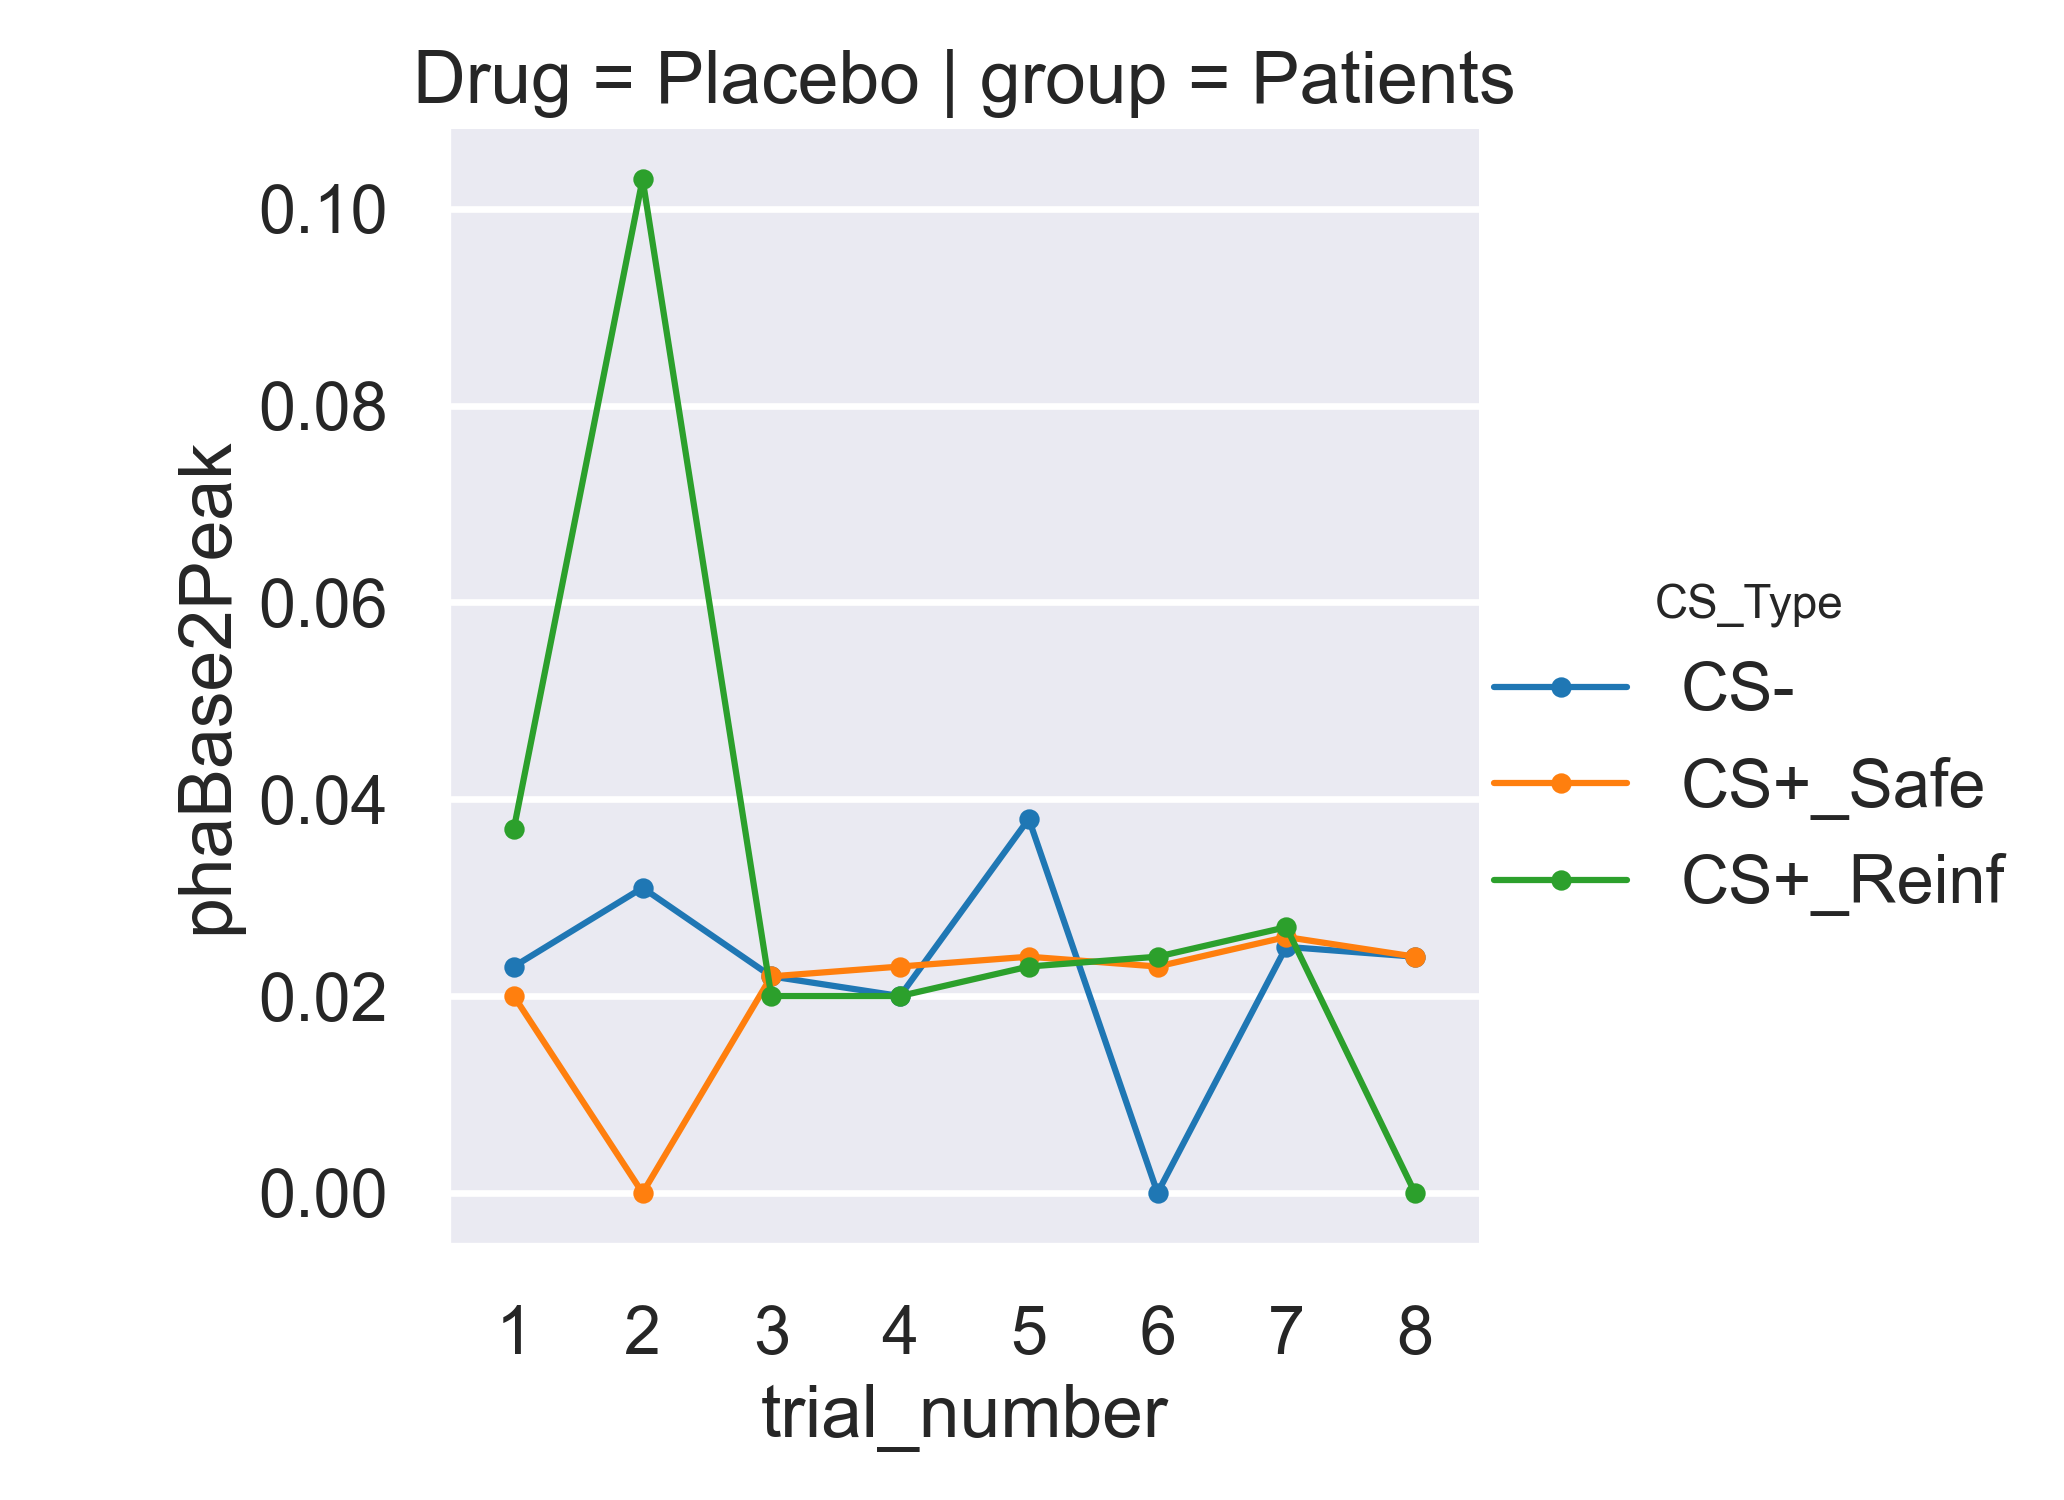 Drug = Placebo | group = Patients
0.10
0.08
0.06
0.04
0.02
0.00
phaBase2Peak
1 2 3 4 5 6 7 8
trial_number
CS_Type
CS-
CS+_Safe
CS+_Reinf